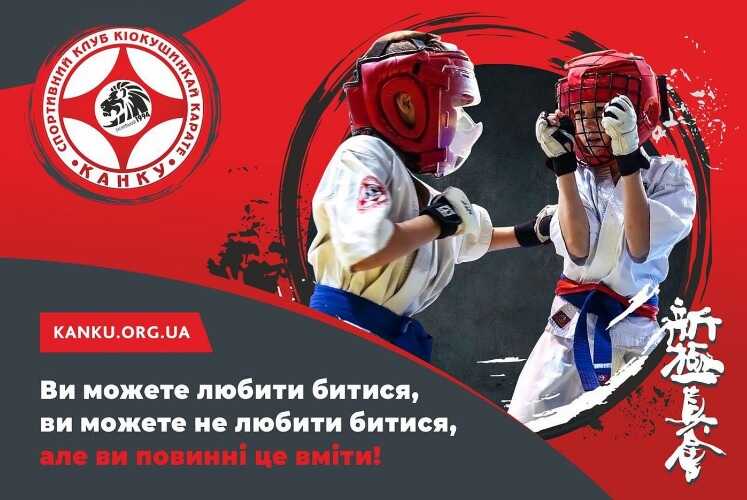 СПОРТИВНИЙ КЛУБ КІОКУШИНКАЙ КАРАТЕ
• КАНКУ •
1994
KANKU.ORG.UA
Ви можете любити битися,
ви можете не любити битися,
але ви повинні це вміти!
新
極
真
會